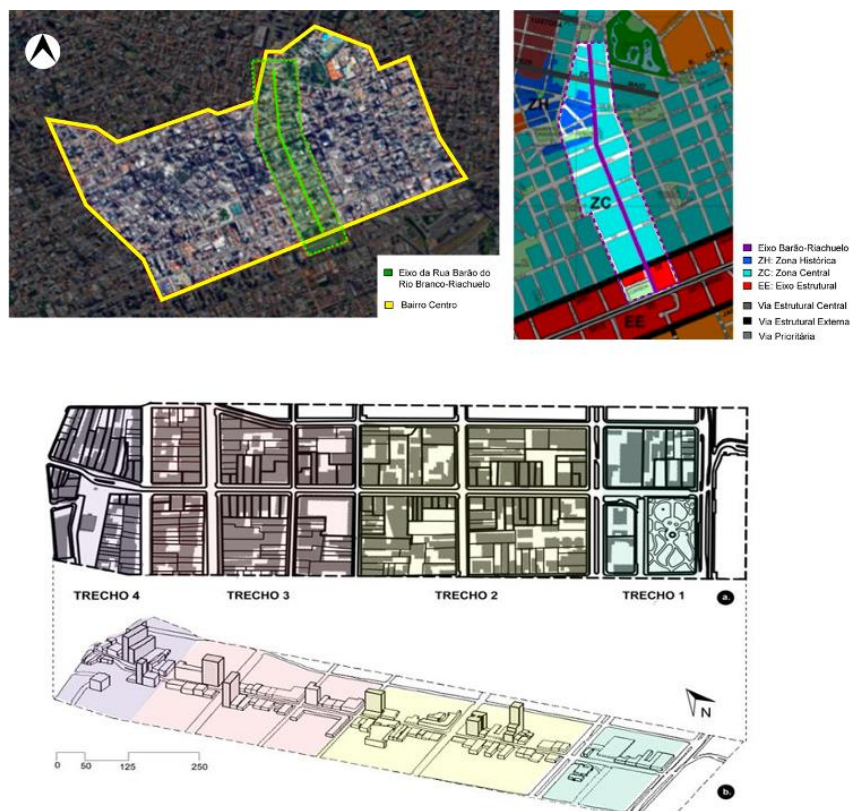 Eixo da Rua Barão do
Rio Branco-Riachuelo
Bairro Centro
ZH
ZC
EE
Eixo Barão-Riachuelo
ZH: Zona Histórica
ZC: Zona Central
EE: Eixo Estrutural
Via Estrutural Central
Via Estrutural Externa
Via Prioritária
TRECHO 4
TRECHO 3
TRECHO 2
TRECHO 1
a.
N
0
50
125
250
b.